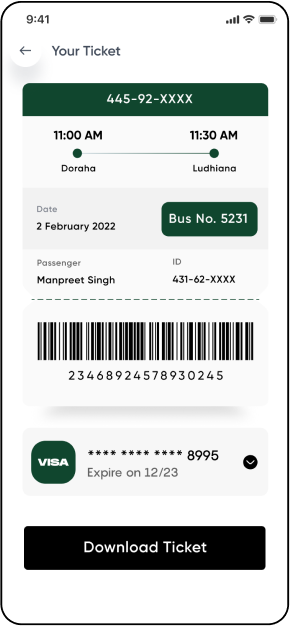 9:41
Your Ticket
445-92-XXXX
11:00 AM 11:30 AM
Doraha Ludhiana
Date
2 February 2022
Bus No. 5231
Passenger ID
Manpreet Singh 431-62-XXXX
23468924578930245
VISA
**** **** **** 8995
Expire on 12/23
Download Ticket